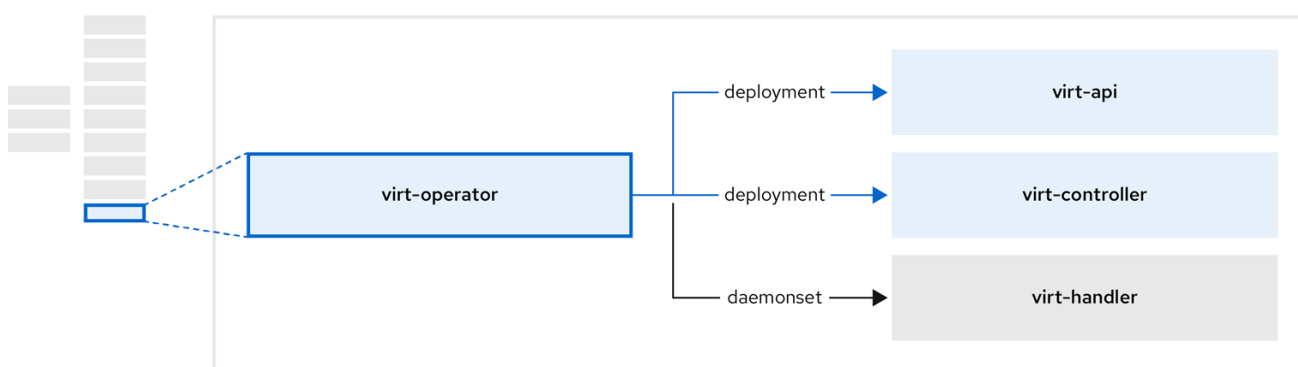 deployment
virt-api
virt-operator
deployment
virt-controller
daemonset
virt-handler